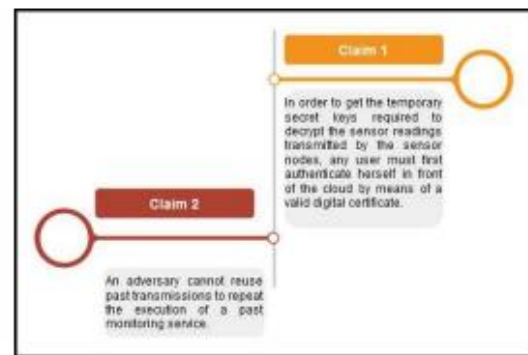 Claim 1
In order to get the temporary
secret keys required to
decrypt the sensor readings
transmitted by the sensor
nodes, any user must first
authenticate herself in front
of the cloud by means of a
valid digital certificate.
Claim 2
An adversary cannot reuse
past transmissions to repeat
the execution of a past
monitoring service.